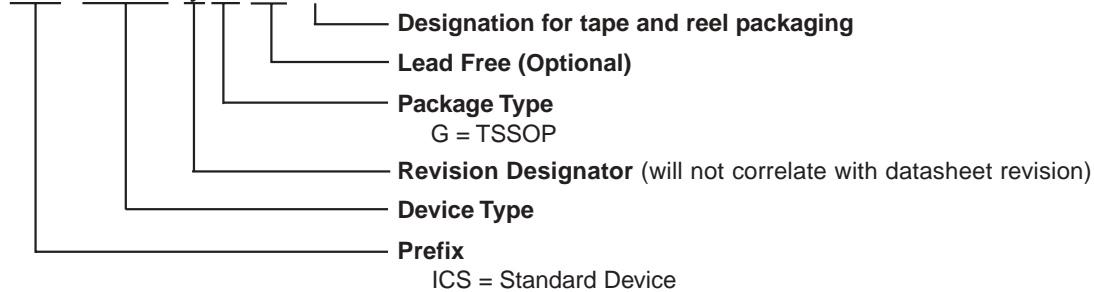 Designation for tape and reel packaging
Lead Free (Optional)
Package Type
G = TSSOP
Revision Designator (will not correlate with datasheet revision)
Device Type
Prefix
ICS = Standard Device